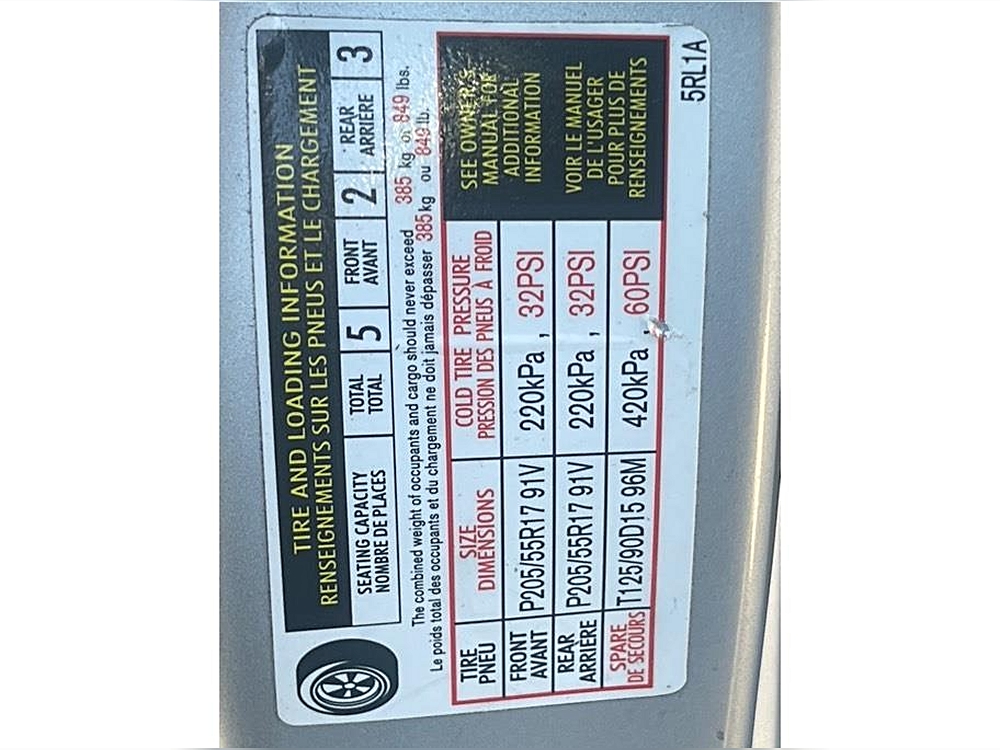 TIRE AND LOADING INFORMATION
RENSEIGNEMENTS SUR LES PNEUS ET LE CHARGEMENT
SEATING CAPACITY
NOMBRE DE PLACES
TOTAL
TOTAL
5
FRONT
AVANT
2
REAR
ARRIÈRE
3
The combined weight of occupants and cargo should never exceed 385 kg or 849 lbs.
Le poids total des occupants et du chargement ne doit jamais dépasser 385 kg ou 849 lb.
TIRE
PNEU
SIZE
DIMENSIONS
COLD TIRE PRESSURE
PRESSION DES PNEUS À FROID
SEE OWNER'S
MANUAL FOR
ADDITIONAL
INFORMATION
VOIR LE MANUEL
DE L'USAGER
POUR PLUS DE
RENSEIGNEMENTS
FRONT
AVANT
P205/55R17 91V
220kPa , 32PSI
REAR
ARRIÈRE
P205/55R17 91V
220kPa , 32PSI
SPARE
DE SECOURS
T125/90D15 96M
420kPa , 60PSI
5RL1A